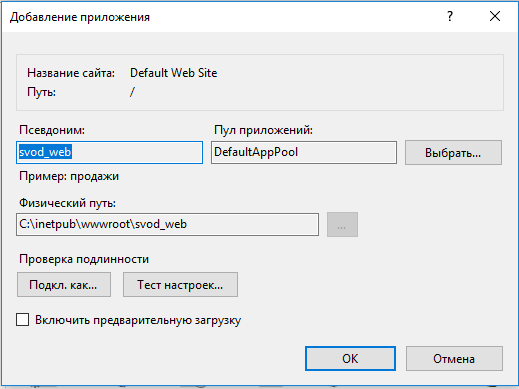 Добавление приложения
?
Название сайта: Default Web Site
Путь: /
Псевдоним: Пул приложений:
svod_web DefaultAppPool Выбрать...
Пример: продажи
Физический путь:
C:\inetpub\wwwroot\svod_web ...
Проверка подлинности
Подкл. как... Тест настроек...
Включить предварительную загрузку
ОК Отмена